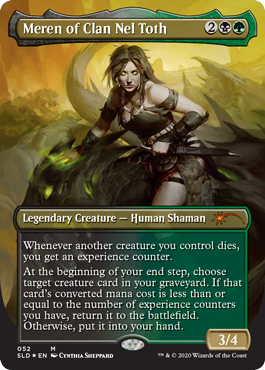 Meren of Clan Nel Toth 2
Legendary Creature — Human Shaman
Whenever another creature you control dies,
you get an experience counter.
At the beginning of your end step, choose
target creature card in your graveyard. If that
card's converted mana cost is less than or
equal to the number of experience counters
you have, return it to the battlefield.
Otherwise, put it into your hand.
3/4
052 M
SLD ★ EN CYNTHIA SHEPPARD
™ & © 2020 Wizards of the Coast